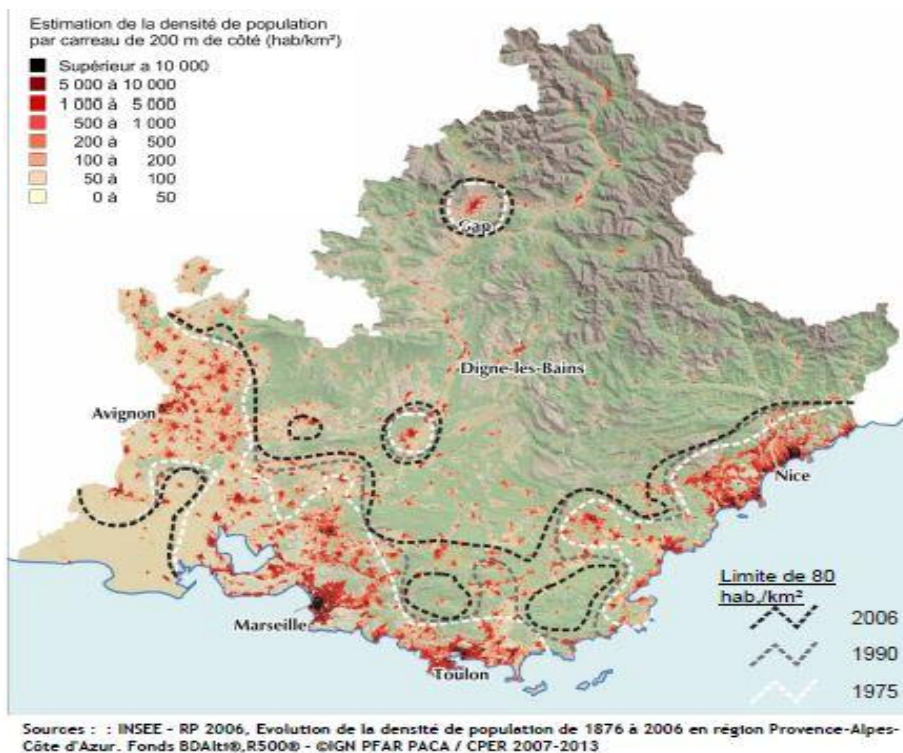 Estimation de la densité de population
par carreau de 200 m de côté (hab/km²)
Supérieur a 10 000
5 000 à 10 000
1 000 à 5 000
500 à 1 000
200 à 500
100 à 200
50 à 100
0 à 50
Gap
Digne-les-Bains
Avignon
Nice
Marseille
Toulon
Limite de 80
hab./km²
2006
1990
1975
Sources : : INSEE - RP 2006, Evolution de la densité de population de 1876 à 2006 en région Provence-Alpes-
Côte d'Azur. Fonds BDAlti®,R500® - ©IGN PFAR PACA / CPER 2007-2013